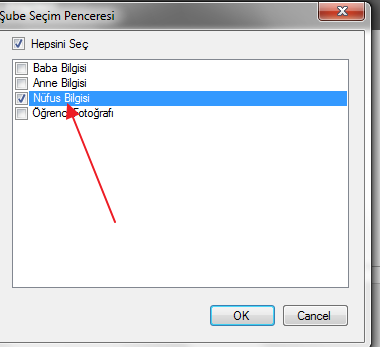 Şube Seçim Penceresi
Hepsini Seç
Baba Bilgisi
Anne Bilgisi
Nüfus Bilgisi
Öğrenci Fotoğrafı
OK
Cancel